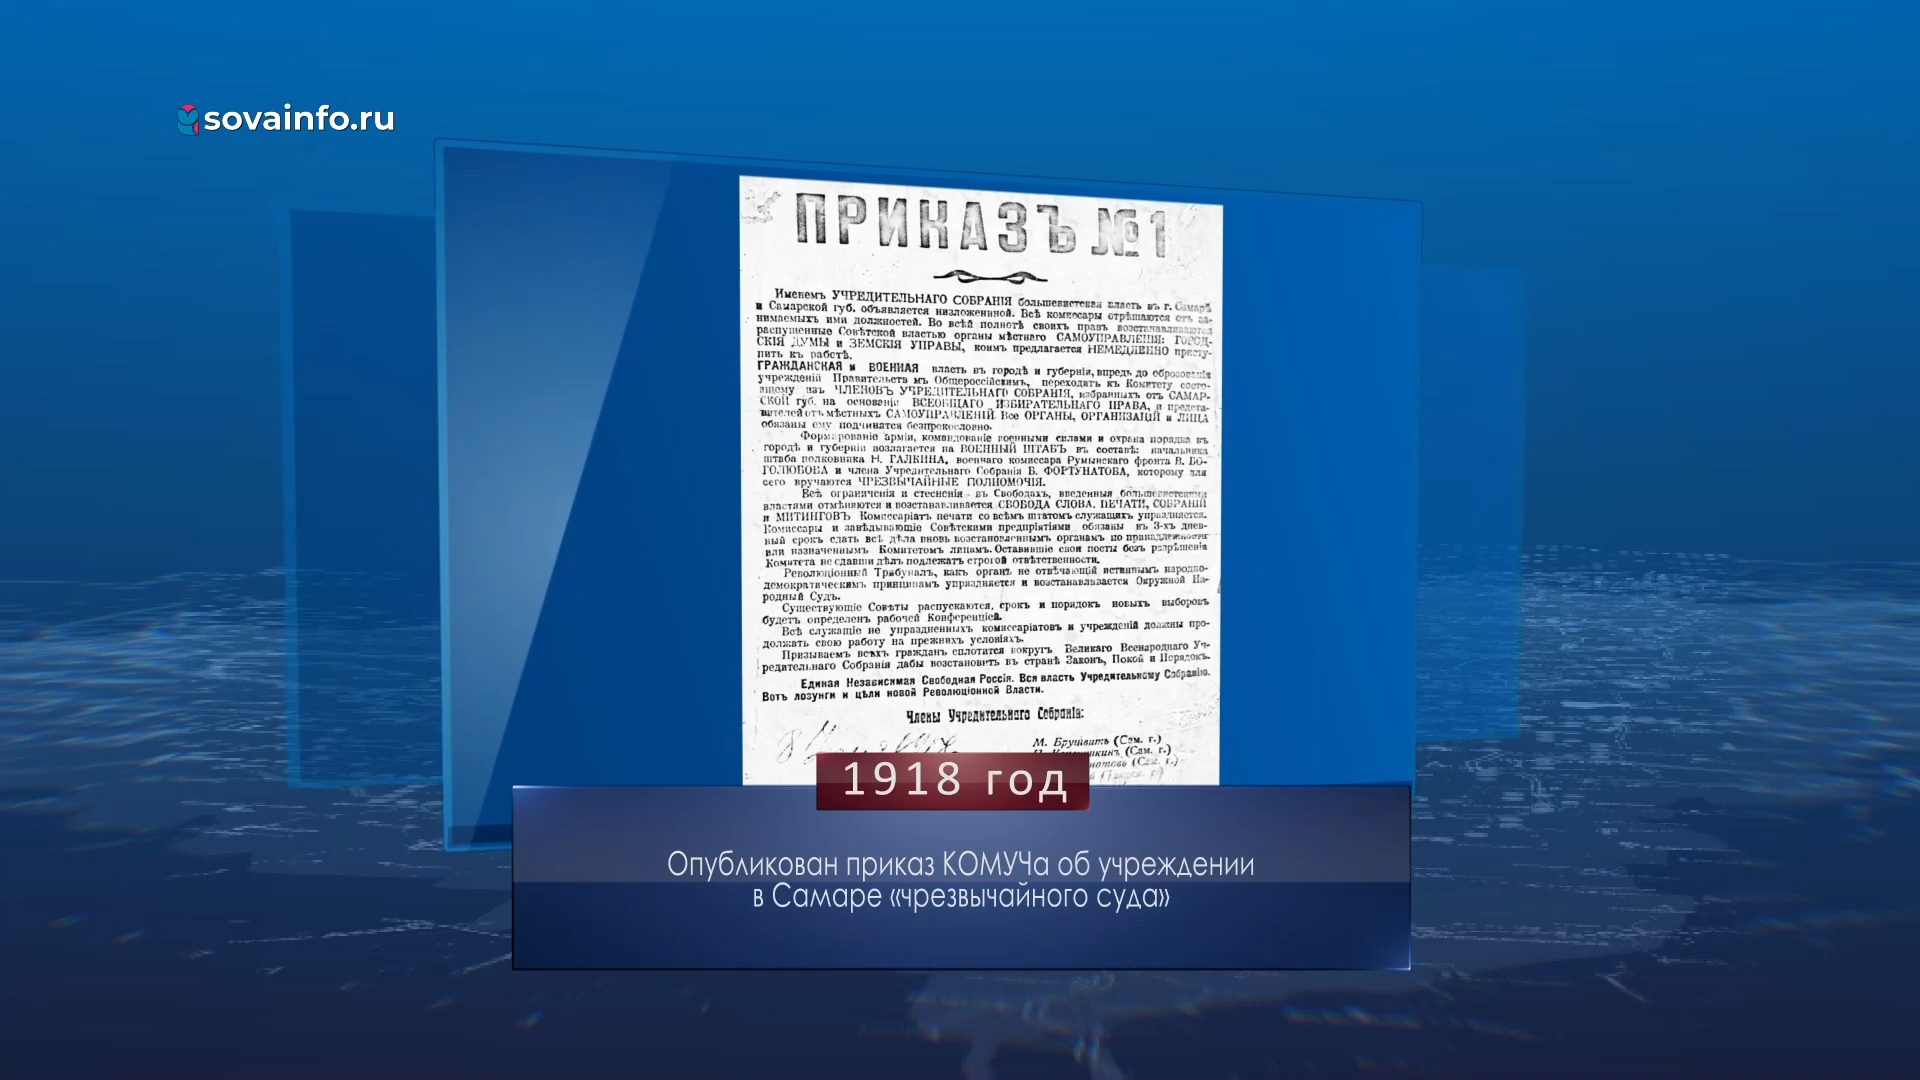 sovainfo.ru
ПРИКАЗЪ №1
Именемъ УЧРЕДИТЕЛЬНАГО СОБРАНІЯ большевистская власть въ г. Самарѣ
и Самарской губ. объявляется низложенной. Всѣ комиссары отрѣшаются отъ за-
нимаемыхъ ими должностей. Во всѣй полнотѣ своихъ правъ возстанавливаются
распущенные Совѣтской властью органы мѣстнаго САМОУПРАВЛЕНІЯ: ГОРОД-
СКІЯ ДУМЫ и ЗЕМСКІЯ УПРАВЫ, коимъ предлагается НЕМЕДЛЕННО присту-
пить къ работѣ.
ГРАЖДАНСКАЯ и ВОЕННАЯ власть въ городѣ и губерніи, впредь до образованія
учрежденій Правительствомъ Общероссійскимъ, переходитъ къ Комитету состо-
ящему изъ ЧЛЕНОВЪ УЧРЕДИТЕЛЬНАГО СОБРАНІЯ, избранныхъ отъ САМАР-
СКОЙ губ. на основаніи ВСЕОБЩАГО ИЗБИРАТЕЛЬНАГО ПРАВА, и предста-
вителей отъ мѣстныхъ САМОУПРАВЛЕНІЙ. Все ОРГАНЫ, ОРГАНИЗАЦІИ и ЛИЦА
обязаны ему подчинятся безпрекословно.
Формированіе арміи, командованіе военными силами и охрана порядка въ
городѣ и губерніи возлагается на ВОЕННЫЙ ШТАБЪ въ составѣ: начальника
штаба полковника Н. ГАЛКИНА, военнаго комиссара Румынскаго фронта В. БО-
ГОЛЮБОВА и члена Учредительнаго Собранія Б. ФОРТУНАТОВА, которому для
сего вручаются ЧРЕЗВЫЧАЙНЫЕ ПОЛНОМОЧІЯ.
Всѣ ограниченія и стесненія въ Свободахъ, введенныя большевистскими
властями отмѣняются и возстанавливается СВОБОДА СЛОВА, ПЕЧАТИ, СОБРАНІЙ
и МИТИНГОВЪ Комиссаріатъ печати со всѣмъ штатомъ служащихъ упраздняется.
Комиссары и завѣдывающіе Совѣтскими предпріятіями обязаны въ 3-хъ днев-
ный срокъ сдать всѣ дѣла вновь возстановленнымъ органамъ по принадлежности
или назначеннымъ Комитетомъ лицамъ. Оставившіе свои посты безъ разрѣшенія
Комитета не сдавши дѣлъ подлежатъ строгой отвѣтственности.
Революціонный Трибуналъ, какъ органъ не отвѣчающій истиннымъ народно-
демократическимъ принципамъ упраздняется и возстанавливается Окружной На-
родный Судъ.
Существующіе Совѣты распускаются, срокъ и порядокъ новыхъ выборовъ
будетъ определенъ рабочей Конференціей.
Всѣ служащіе не упраздненныхъ комиссаріатовъ и учрежденій должны про-
должать свою работу на прежнихъ условіяхъ.
Призываемъ всѣхъ гражданъ сплотится вокругъ Великаго Всенароднаго Уч-
редительнаго Собранія дабы возстановить въ странѣ Законъ, Покой и Порядокъ.
Единая Независимая Свободная Россія. Вся власть Учредительному Собранію.
Вотъ лозунги и цѣли новой Революціонной Власти.
Члены Учредительнаго Собранія:
М. Брушвитъ (Сам. г.)
(Сам. г.)
(Сам. г.)
1918 год
Опубликован приказ КОМУЧа об учреждении
в Самаре «чрезвычайного суда»